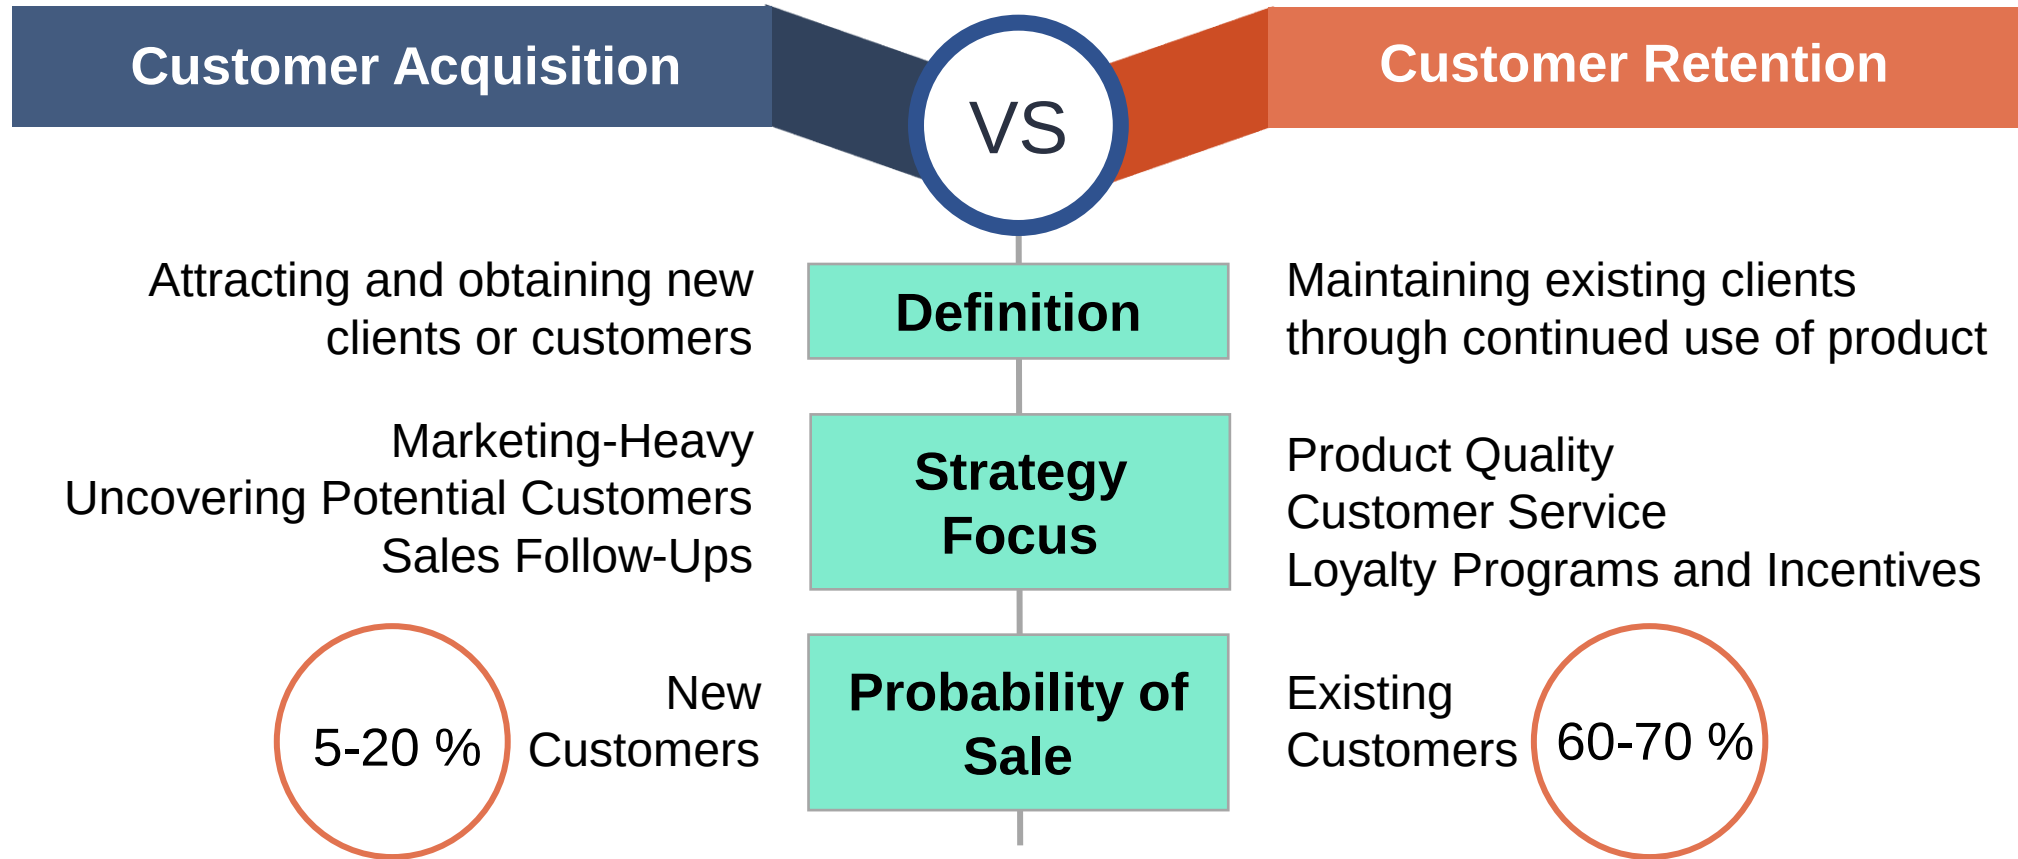 Customer Acquisition
VS
Customer Retention
Attracting and obtaining new
clients or customers
Definition
Maintaining existing clients
through continued use of product
Marketing-Heavy
Uncovering Potential Customers
Sales Follow-Ups
Strategy
Focus
Product Quality
Customer Service
Loyalty Programs and Incentives
5-20 %
New
Customers
Probability of
Sale
Existing
Customers
60-70 %